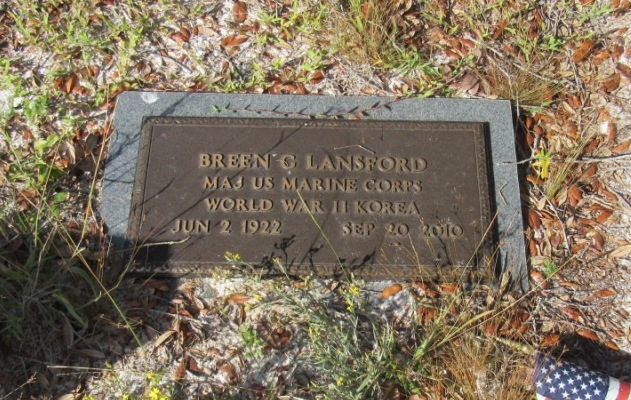 BREEN G LANSFORD
MAJ US MARINE CORPS
WORLD WAR II KOREA
JUN 2 1922 SEP 20 2010